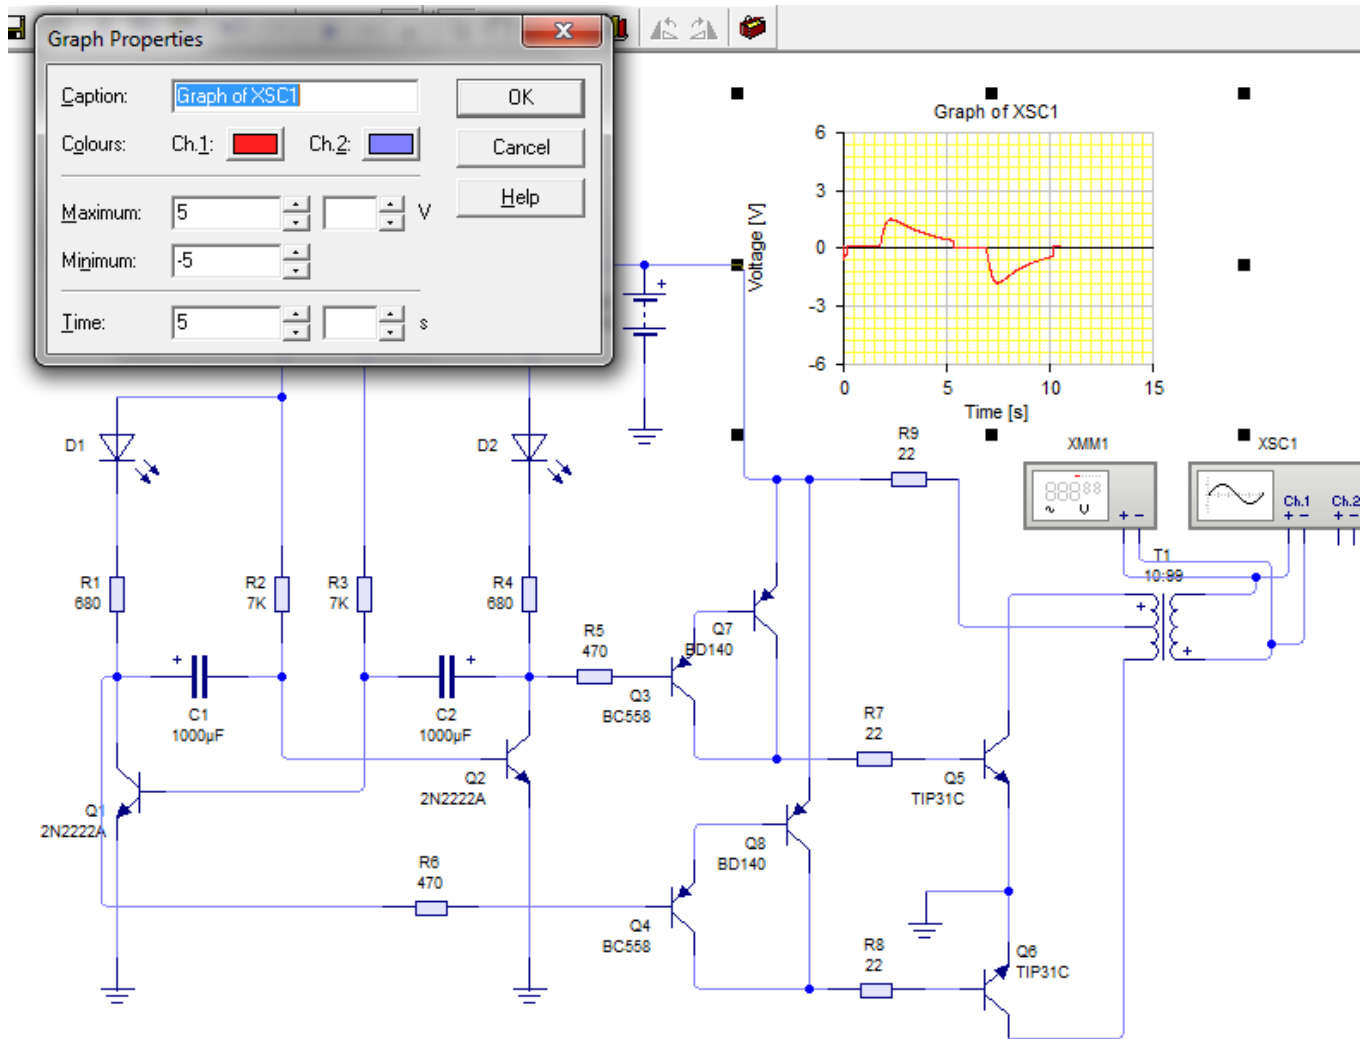 Graph Properties
Caption:
Graph of XSC1
OK
Colours:
Ch.1:
Ch.2:
Cancel
Help
Maximum:
5
V
Minimum:
-5
Time:
5
s
Graph of XSC1
Voltage [V]
6
3
0
-3
-6
0
5
10
15
Time [s]
+
D1
D2
R9
22
XMM1
XSC1
88888
V
+ -
Ch.1
+ -
Ch.2
+ -
T1
10:99
+
+
R1
680
R2
7K
R3
7K
R4
680
R5
470
Q7
BD140
+
C1
1000µF
+
C2
1000µF
Q3
BC558
R7
22
Q1
2N2222A
Q2
2N2222A
Q5
TIP31C
Q8
BD140
R6
470
Q4
BC558
R8
22
Q6
TIP31C